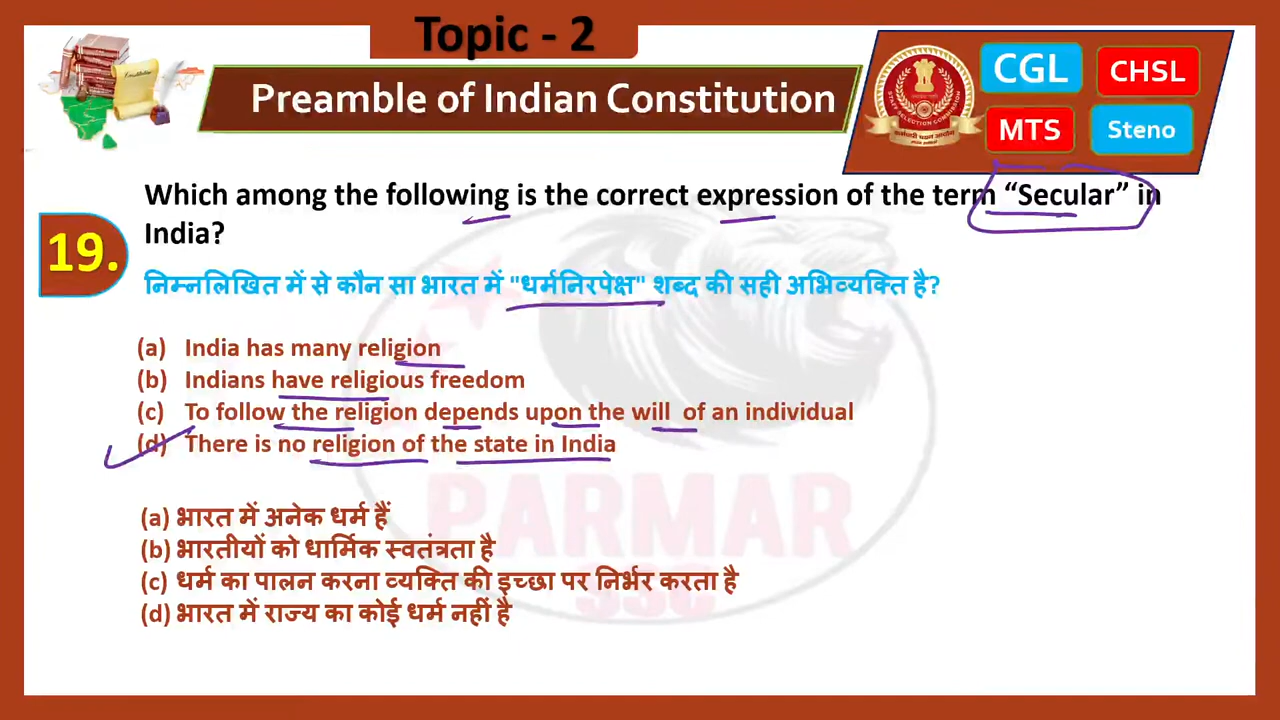 Topic - 2
Preamble of Indian Constitution
CGL
CHSL
MTS
Steno
19.
Which among the following is the correct expression of the term “Secular” in
India?
निम्नलिखित में से कौन सा भारत में "धर्मनिरपेक्ष" शब्द की सही अभिव्यक्ति है?
(a) India has many religion
(b) Indians have religious freedom
(c) To follow the religion depends upon the will of an individual
(d) There is no religion of the state in India
(a) भारत में अनेक धर्म हैं
(b) भारतीयों को धार्मिक स्वतंत्रता है
(c) धर्म का पालन करना व्यक्ति की इच्छा पर निर्भर करता है
(d) भारत में राज्य का कोई धर्म नहीं है
PARMAR
SSC